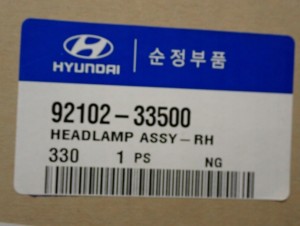 HYUNDAI
순정부품
92102-33500
HEADLAMP ASSY-RH
330 1 PS NG